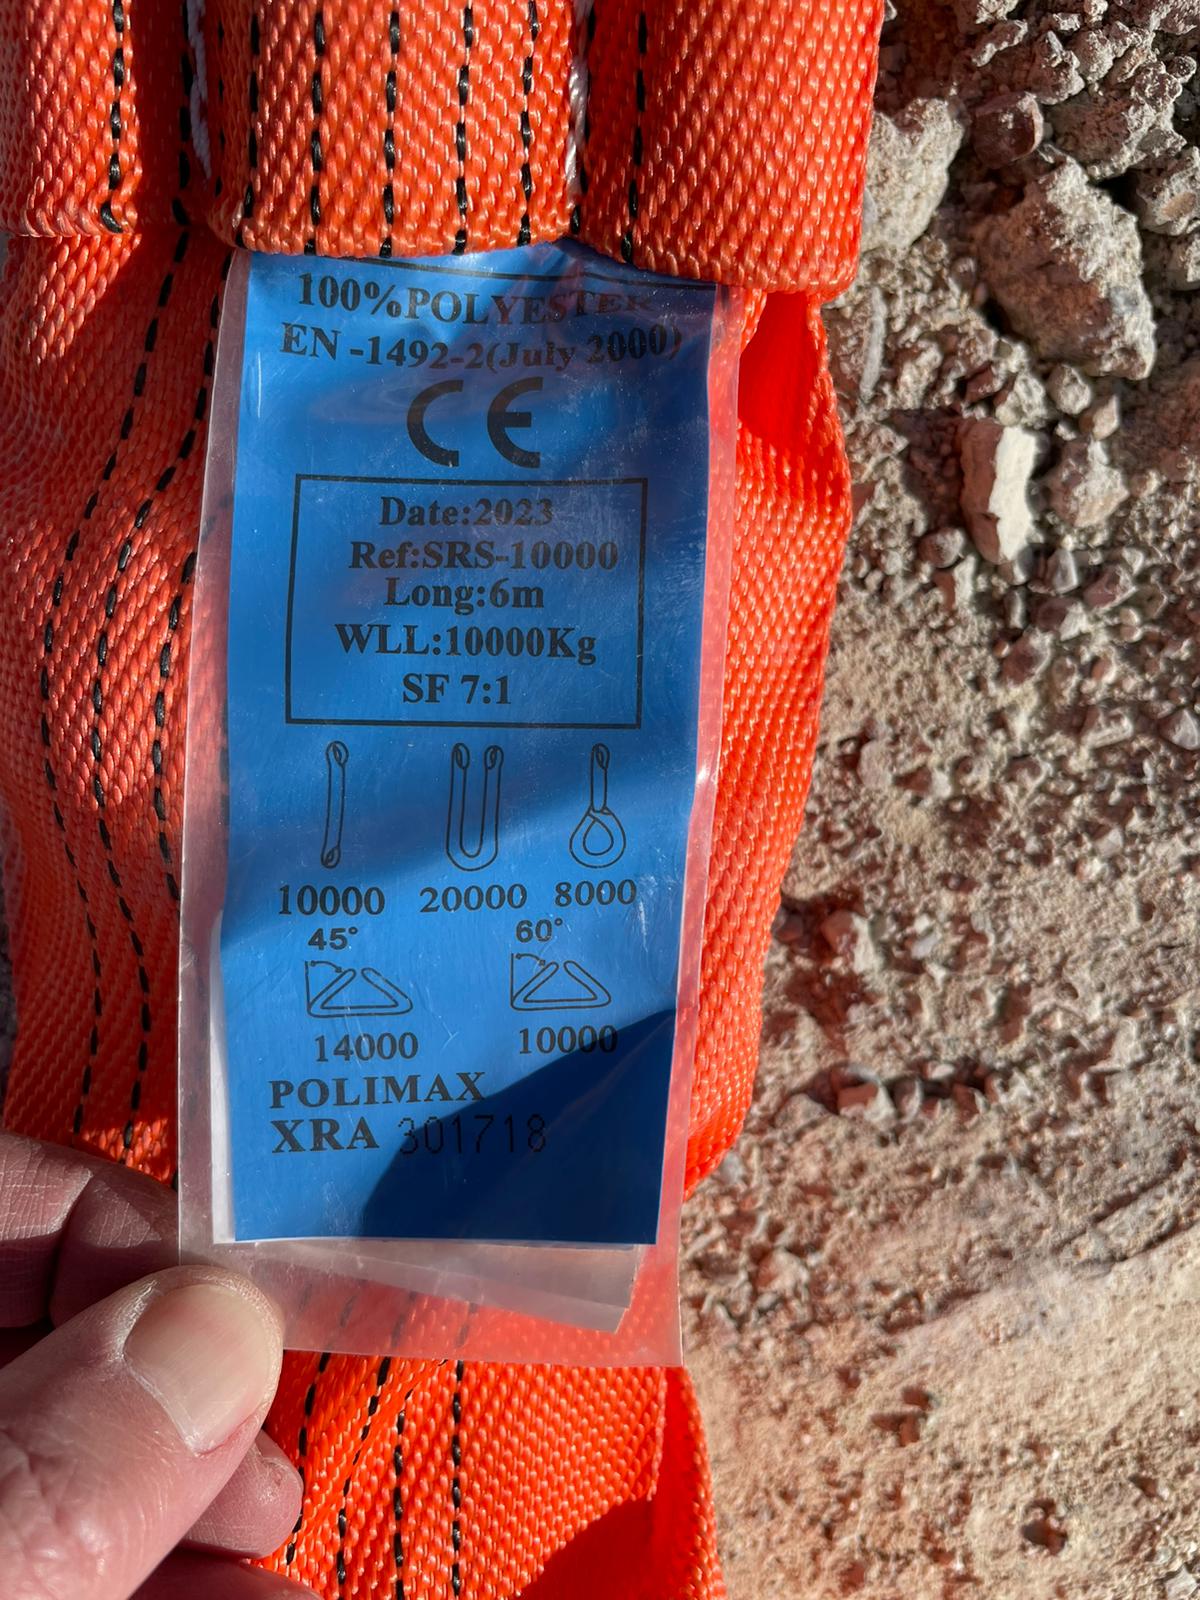 100%POLYESTER
EN -1492-2(July 2000)
CE
Date:2023
Ref:SRS-10000
Long:6m
WLL:10000Kg
SF 7:1
10000 20000 8000
45° 60°
14000 10000
POLIMAX
XRA 301718